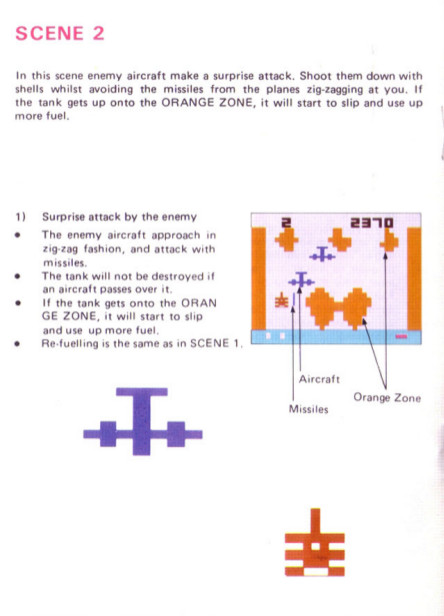 SCENE 2
In this scene enemy aircraft make a surprise attack. Shoot them down with
shells whilst avoiding the missiles from the planes zig-zagging at you. If
the tank gets up onto the ORANGE ZONE, it will start to slip and use up
more fuel.
1) Surprise attack by the enemy
• The enemy aircraft approach in
zig-zag fashion, and attack with
missiles.
• The tank will not be destroyed if
an aircraft passes over it.
• If the tank gets onto the ORAN
GE ZONE, it will start to slip
and use up more fuel.
• Re-fuelling is the same as in SCENE 1.
2 2370
Aircraft
Missiles
Orange Zone